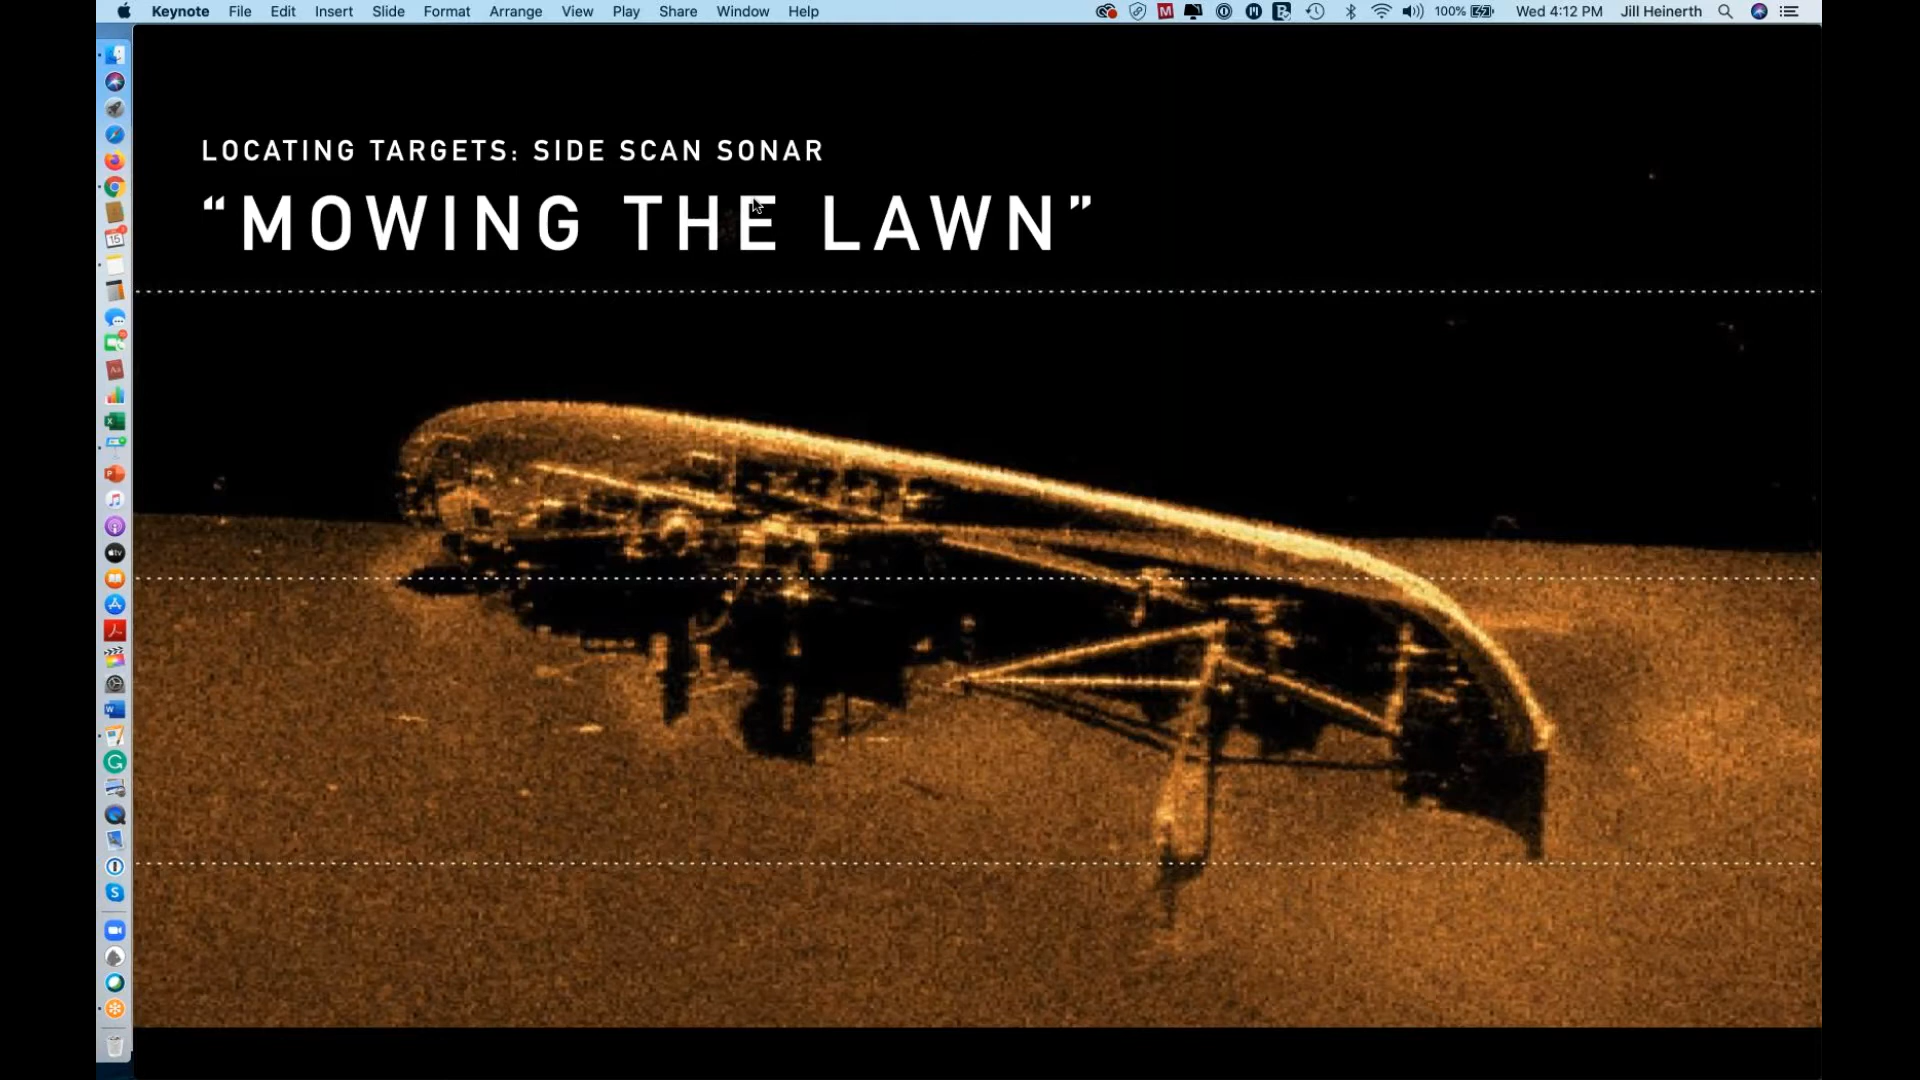 Keynote File Edit Insert Slide Format Arrange View Play Share Window Help 100% Wed 4:12 PM Jill Heinerth
LOCATING TARGETS: SIDE SCAN SONAR
“MOWING THE LAWN”